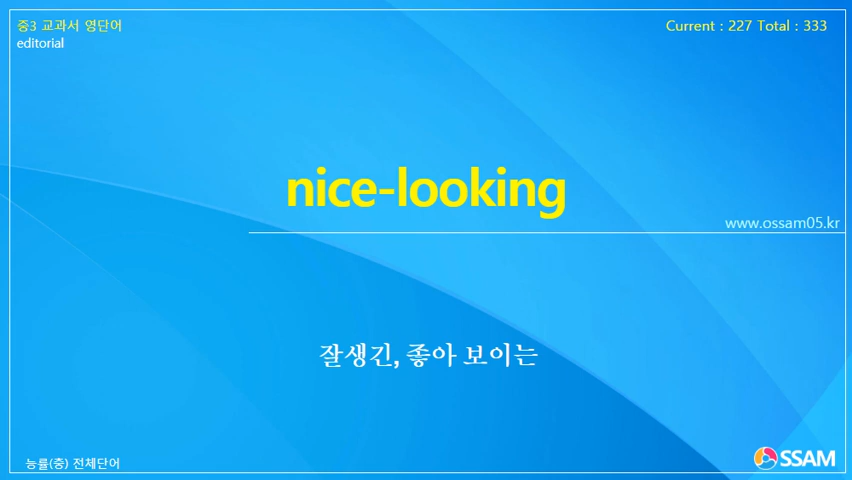 중3 교과서 영단어
Current : 227 Total : 333
editorial
nice-looking
www.ossam05.kr
잘생긴, 좋아 보이는
능률(중) 전체단어
OSSAM